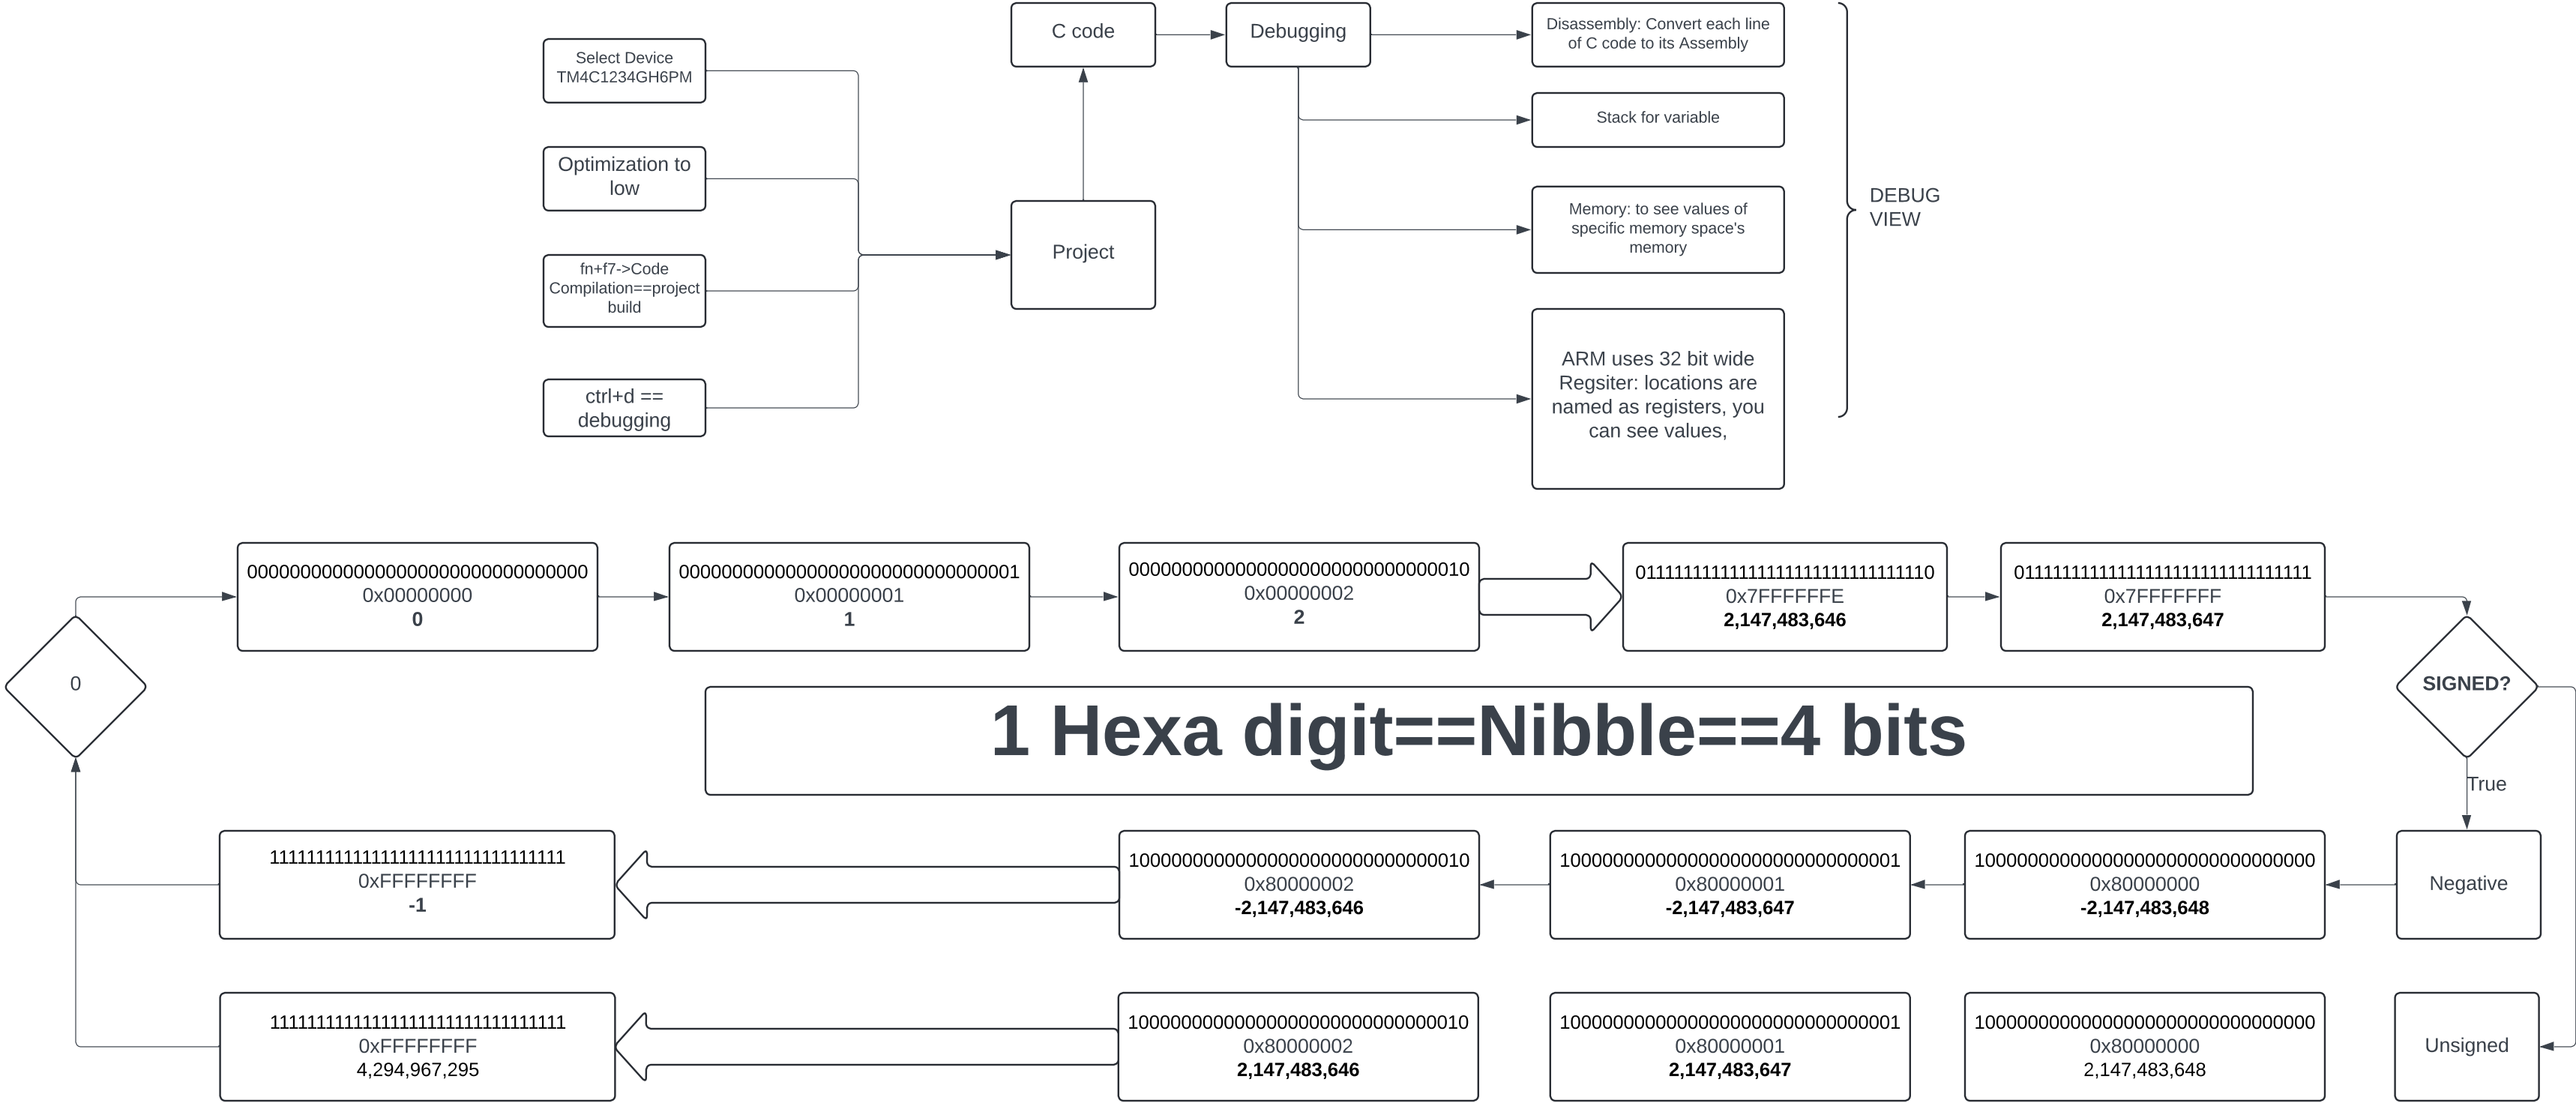 C code
Debugging
Disassembly: Convert each line
of C code to its Assembly
Select Device
TM4C1234GH6PM
Stack for variable
Optimization to
low
Memory: to see values of
specific memory space's
memory
DEBUG
VIEW
Project
fn+f7->Code
Compilation==project
build
ctrl+d ==
debugging
ARM uses 32 bit wide
Regsiter: locations are
named as registers, you
can see values,
00000000000000000000000000000000
0x00000000
0
00000000000000000000000000000001
0x00000001
1
00000000000000000000000000000010
0x00000002
2
01111111111111111111111111111110
0x7FFFFFFE
2,147,483,646
01111111111111111111111111111111
0x7FFFFFFF
2,147,483,647
0
SIGNED?
1 Hexa digit==Nibble==4 bits
True
11111111111111111111111111111111
0xFFFFFFFF
-1
10000000000000000000000000000010
0x80000002
-2,147,483,646
10000000000000000000000000000001
0x80000001
-2,147,483,647
10000000000000000000000000000000
0x80000000
-2,147,483,648
Negative
11111111111111111111111111111111
0xFFFFFFFF
4,294,967,295
10000000000000000000000000000010
0x80000002
2,147,483,646
10000000000000000000000000000001
0x80000001
2,147,483,647
10000000000000000000000000000000
0x80000000
2,147,483,648
Unsigned